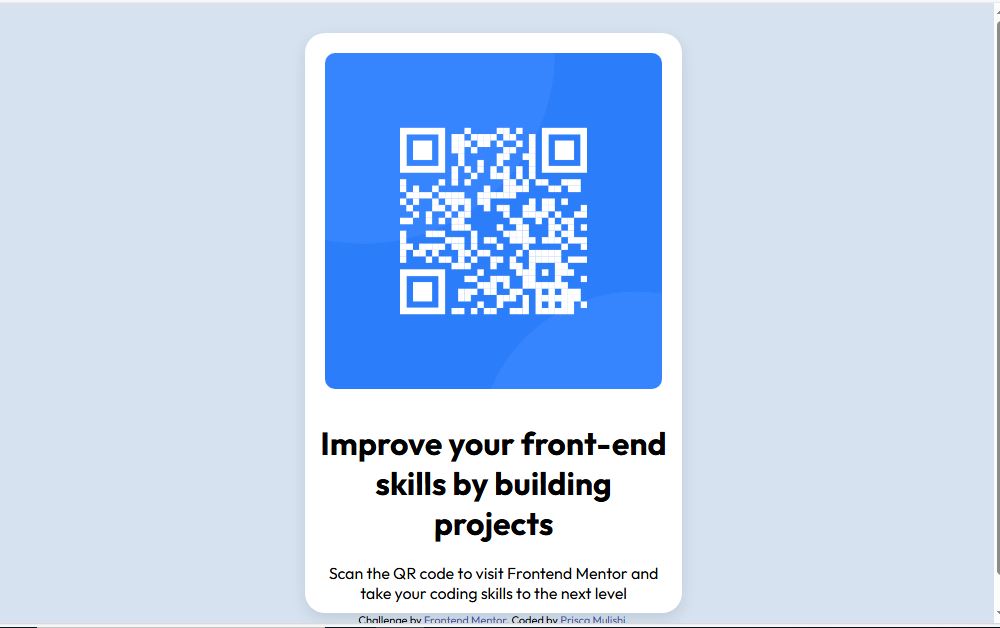 Improve your front-end
skills by building
projects
Scan the QR code to visit Frontend Mentor and
take your coding skills to the next level
Challenge by Frontend Mentor. Coded by Prisca Mulishi.